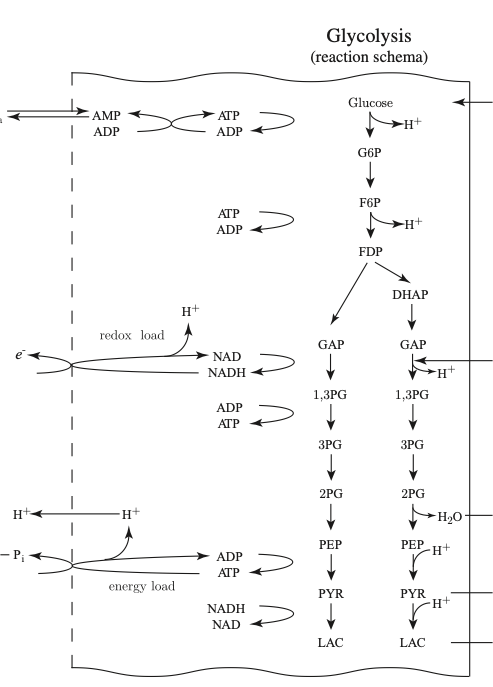 Glycolysis
(reaction schema)
Glucose
AMP
ATP
H+
ADP
ADP
G6P
F6P
ATP
H+
ADP
FDP
DHAP
H+
redox load
GAP
GAP
e-
NAD
NADH
H+
1,3PG
1,3PG
ADP
ATP
3PG
3PG
2PG
2PG
H+
H+
H2O
PEP
PEP
H+
Pi
ADP
ATP
energy load
PYR
PYR
H+
NADH
NAD
LAC
LAC